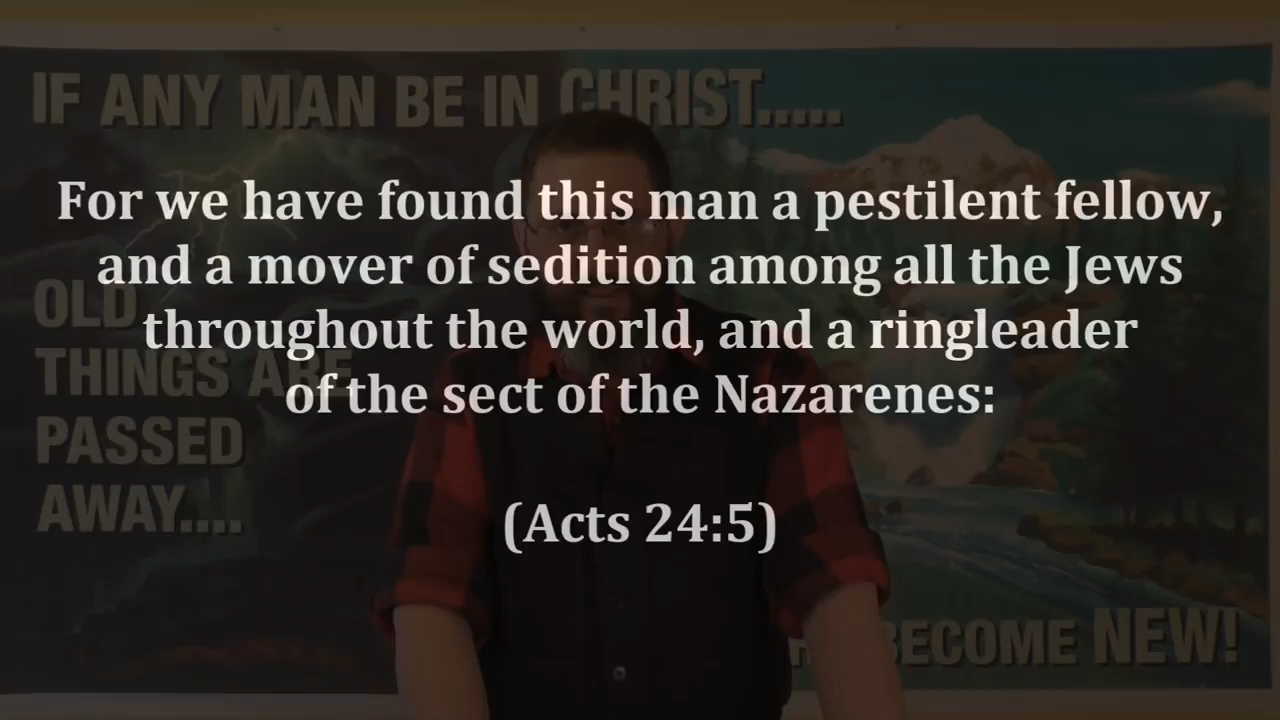 IF ANY MAN BE IN CHRIST.....
For we have found this man a pestilent fellow,
and a mover of sedition among all the Jews
throughout the world, and a ringleader
of the sect of the Nazarenes:
(Acts 24:5)
OLD
THINGS ARE
PASSED
AWAY....
BECOME NEW!